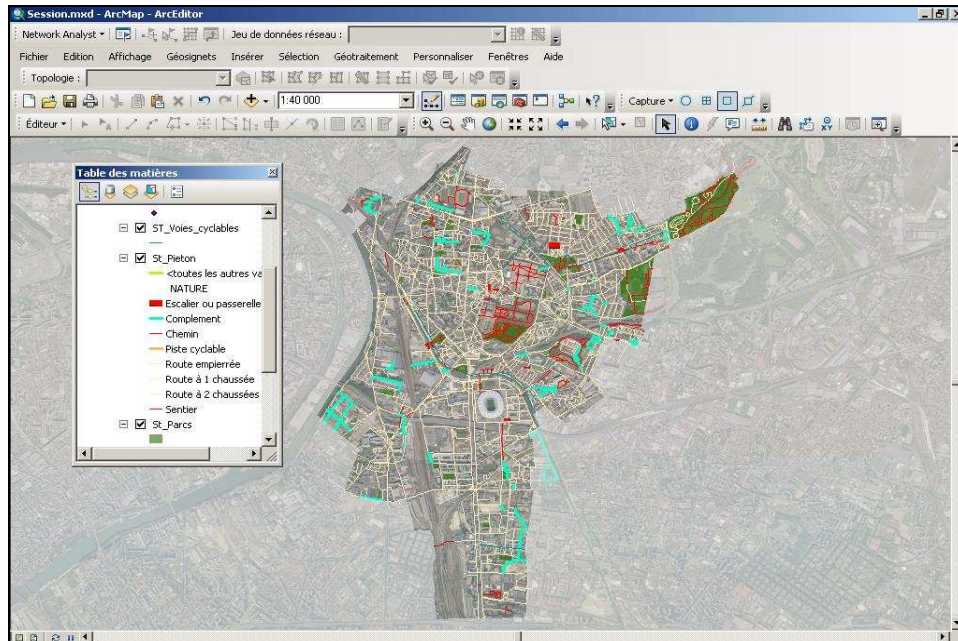 Session.mxd - ArcMap - ArcEditor
Network Analyst
Jeu de données réseau :
Fichier Edition Affichage Géosignets Insérer Sélection Géotraitement Personnaliser Fenêtres Aide
Topologie :
1:40 000
Capture
Éditeur
Table des matières
ST_Voies_cyclables
St_Pieton
<toutes les autres va
NATURE
Escalier ou passerelle
Complement
Chemin
Piste cyclable
Route empierrée
Route à 1 chaussée
Route à 2 chaussées
Sentier
St_Parcs